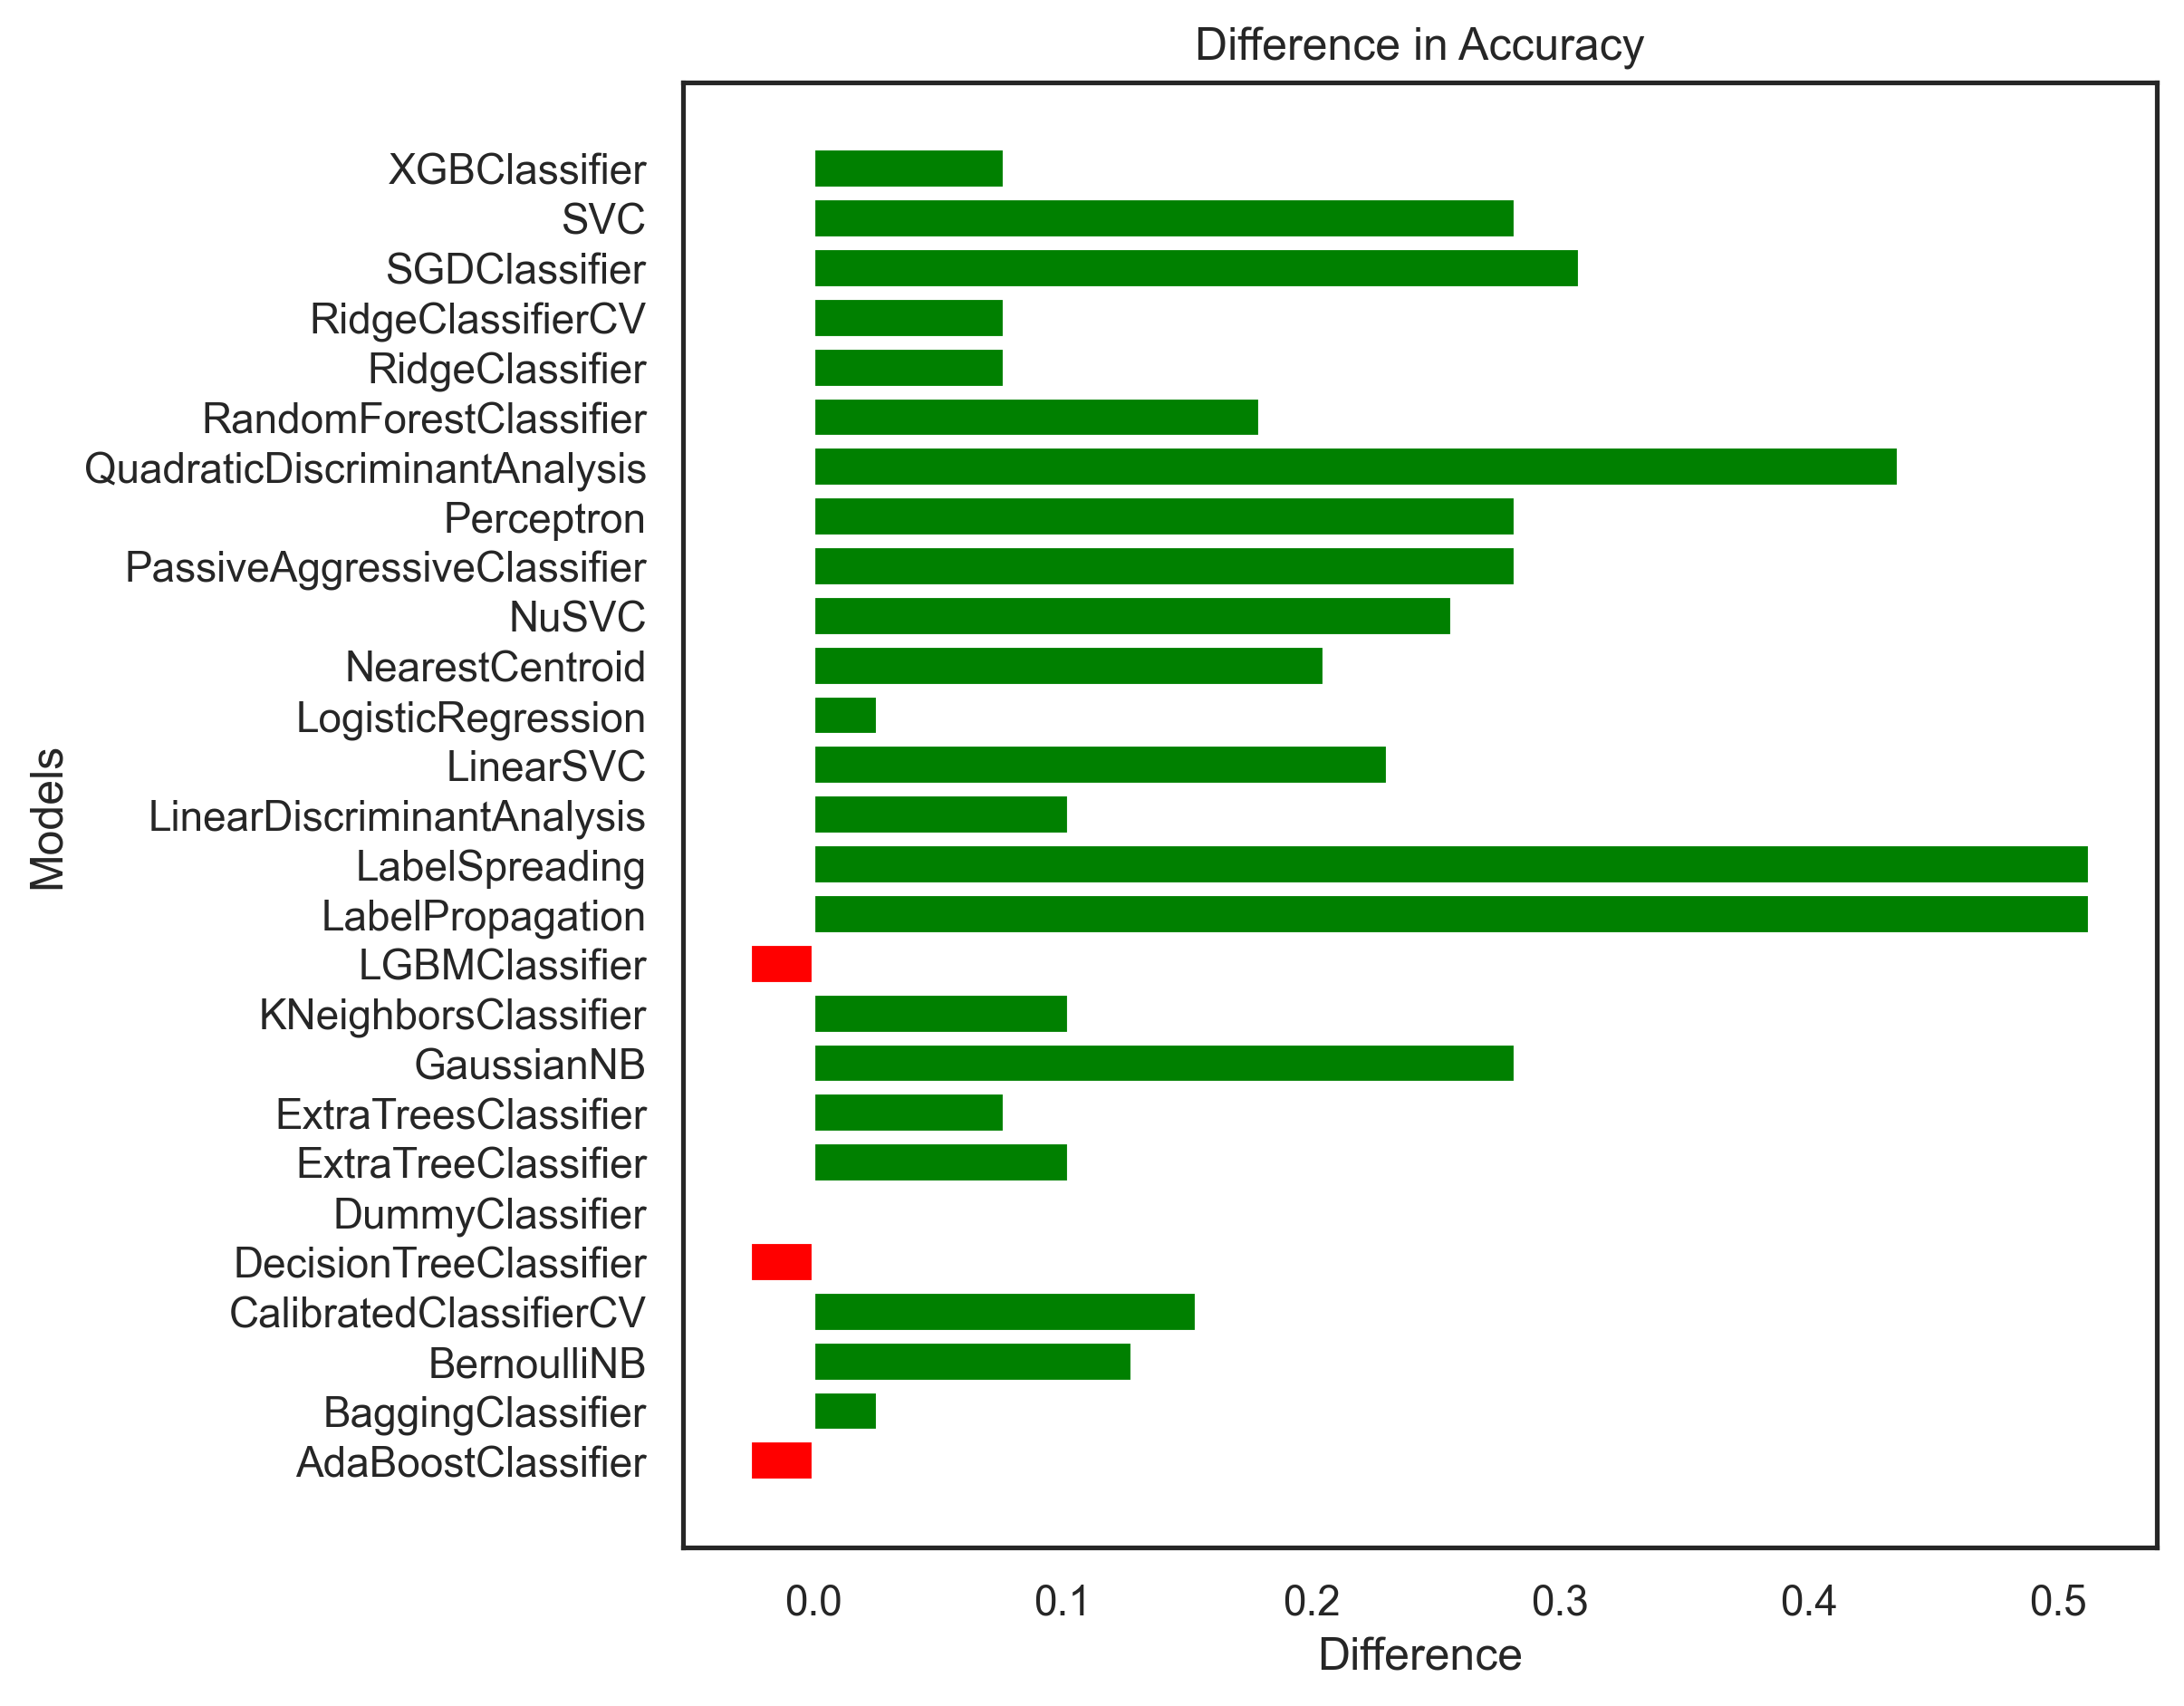 Difference in Accuracy
XGBClassifier
SVC
SGDClassifier
RidgeClassifierCV
RidgeClassifier
RandomForestClassifier
QuadraticDiscriminantAnalysis
Perceptron
PassiveAggressiveClassifier
NuSVC
NearestCentroid
LogisticRegression
LinearSVC
LinearDiscriminantAnalysis
LabelSpreading
LabelPropagation
LGBMClassifier
KNeighborsClassifier
GaussianNB
ExtraTreesClassifier
ExtraTreeClassifier
DummyClassifier
DecisionTreeClassifier
CalibratedClassifierCV
BernoulliNB
BaggingClassifier
AdaBoostClassifier
Models
0.0 0.1 0.2 0.3 0.4 0.5
Difference